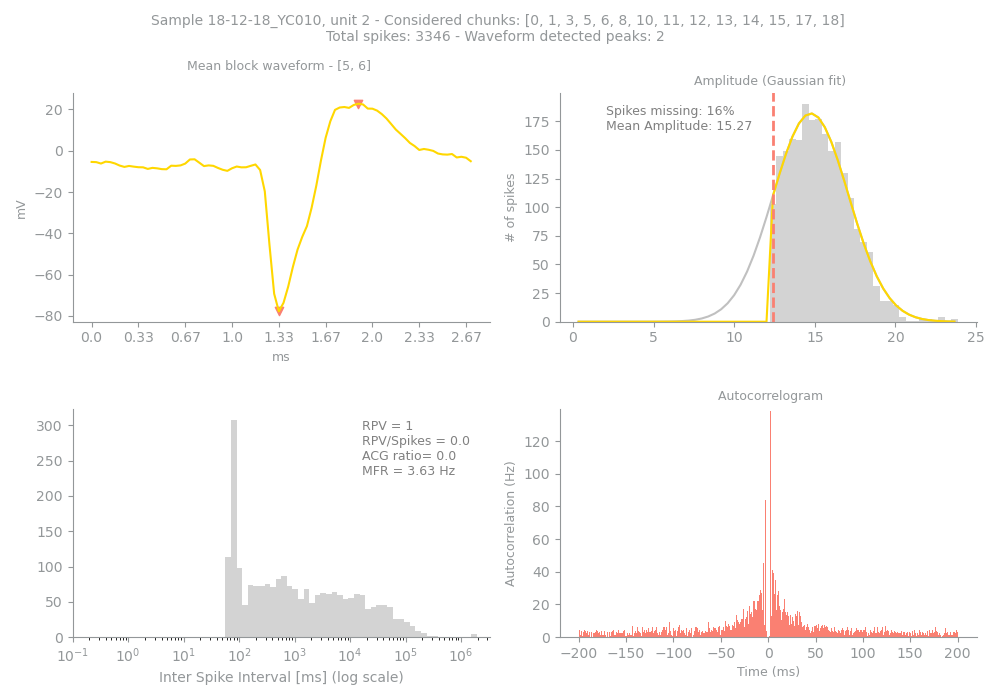 Sample 18-12-18_YC010, unit 2 - Considered chunks: [0, 1, 3, 5, 6, 8, 10, 11, 12, 13, 14, 15, 17, 18]
Total spikes: 3346 - Waveform detected peaks: 2
Mean block waveform - [5, 6]
20
0
−20
−40
−60
−80
mV
0.0 0.33 0.67 1.0 1.33 1.67 2.0 2.33 2.67
ms
Amplitude (Gaussian fit)
Spikes missing: 16%
Mean Amplitude: 15.27
175
150
125
100
75
50
25
0
# of spikes
0 5 10 15 20 25
RPV = 1
RPV/Spikes = 0.0
ACG ratio= 0.0
MFR = 3.63 Hz
300
250
200
150
100
50
0
10⁻¹ 10⁰ 10¹ 10² 10³ 10⁴ 10⁵ 10⁶
Inter Spike Interval [ms] (log scale)
Autocorrelogram
120
100
80
60
40
20
0
Autocorrelation (Hz)
−200 −150 −100 −50 0 50 100 150 200
Time (ms)